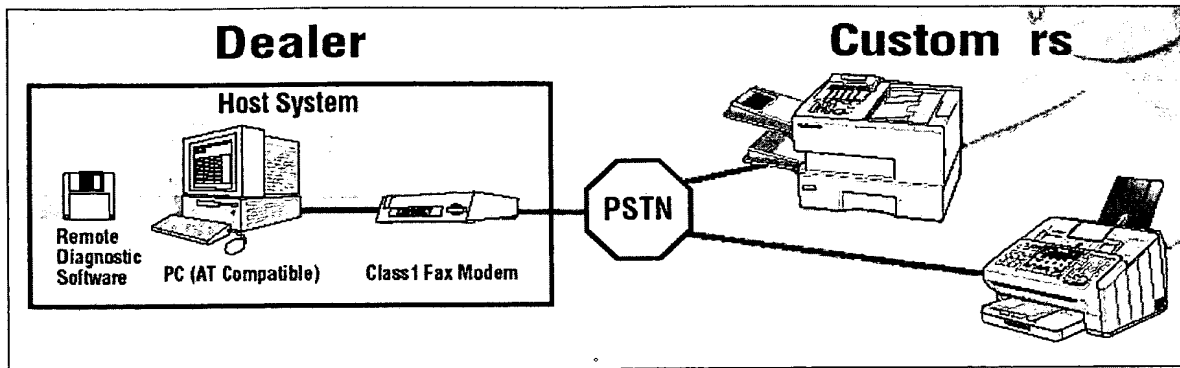 Dealer
Custom rs
Host System
PSTN
Remote
Diagnostic
Software
PC (AT Compatible)
Class1 Fax Modem